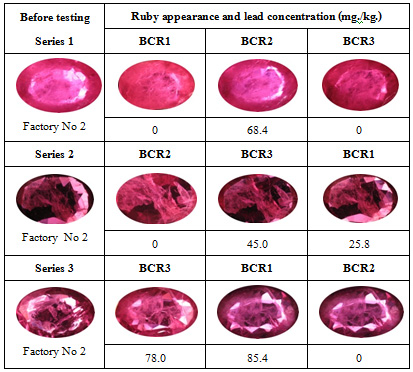 Before testing
Ruby appearance and lead concentration (mg./kg.)
Series 1
BCR1
BCR2
BCR3
Factory No 2
0
68.4
0
Series 2
BCR2
BCR3
BCR1
Factory No 2
0
45.0
25.8
Series 3
BCR3
BCR1
BCR2
Factory No 2
78.0
85.4
0